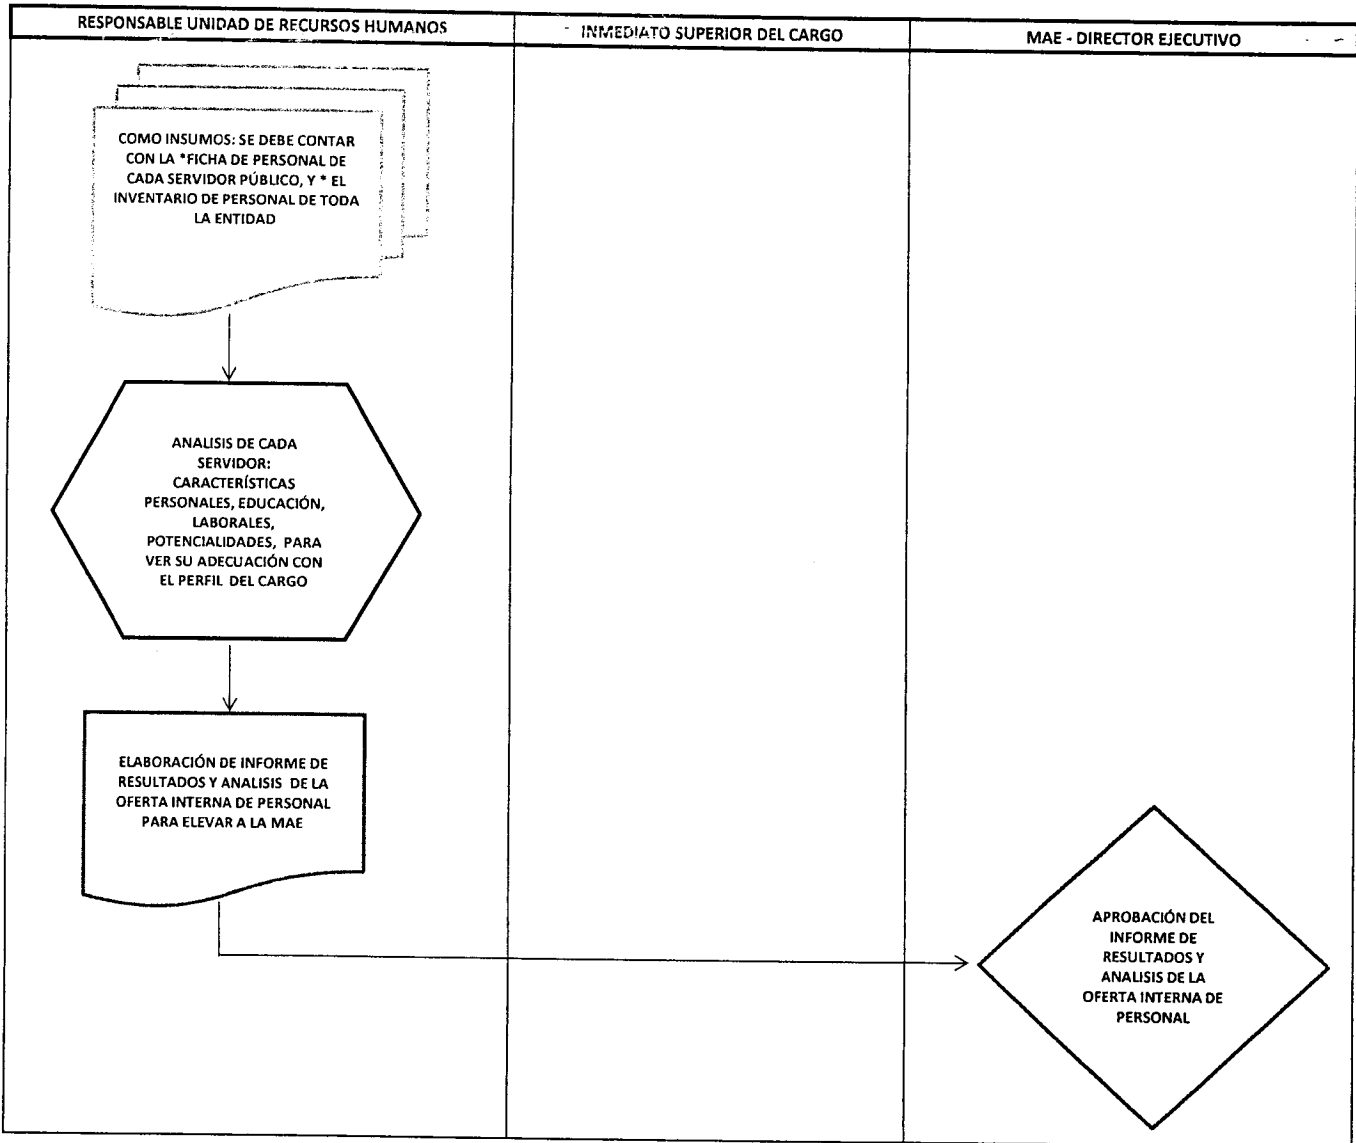 RESPONSABLE UNIDAD DE RECURSOS HUMANOS
INMEDIATO SUPERIOR DEL CARGO
MAE - DIRECTOR EJECUTIVO
COMO INSUMOS: SE DEBE CONTAR
CON LA *FICHA DE PERSONAL DE
CADA SERVIDOR PÚBLICO, Y * EL
INVENTARIO DE PERSONAL DE TODA
LA ENTIDAD
ANALISIS DE CADA
SERVIDOR:
CARACTERÍSTICAS
PERSONALES, EDUCACIÓN,
LABORALES,
POTENCIALIDADES, PARA
VER SU ADECUACIÓN CON
EL PERFIL DEL CARGO
ELABORACIÓN DE INFORME DE
RESULTADOS Y ANALISIS DE LA
OFERTA INTERNA DE PERSONAL
PARA ELEVAR A LA MAE
APROBACIÓN DEL
INFORME DE
RESULTADOS Y
ANALISIS DE LA
OFERTA INTERNA DE
PERSONAL